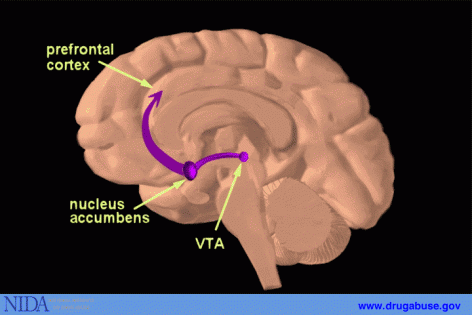 prefrontal
cortex
nucleus
accumbens
VTA
NIDA
www.drugabuse.gov